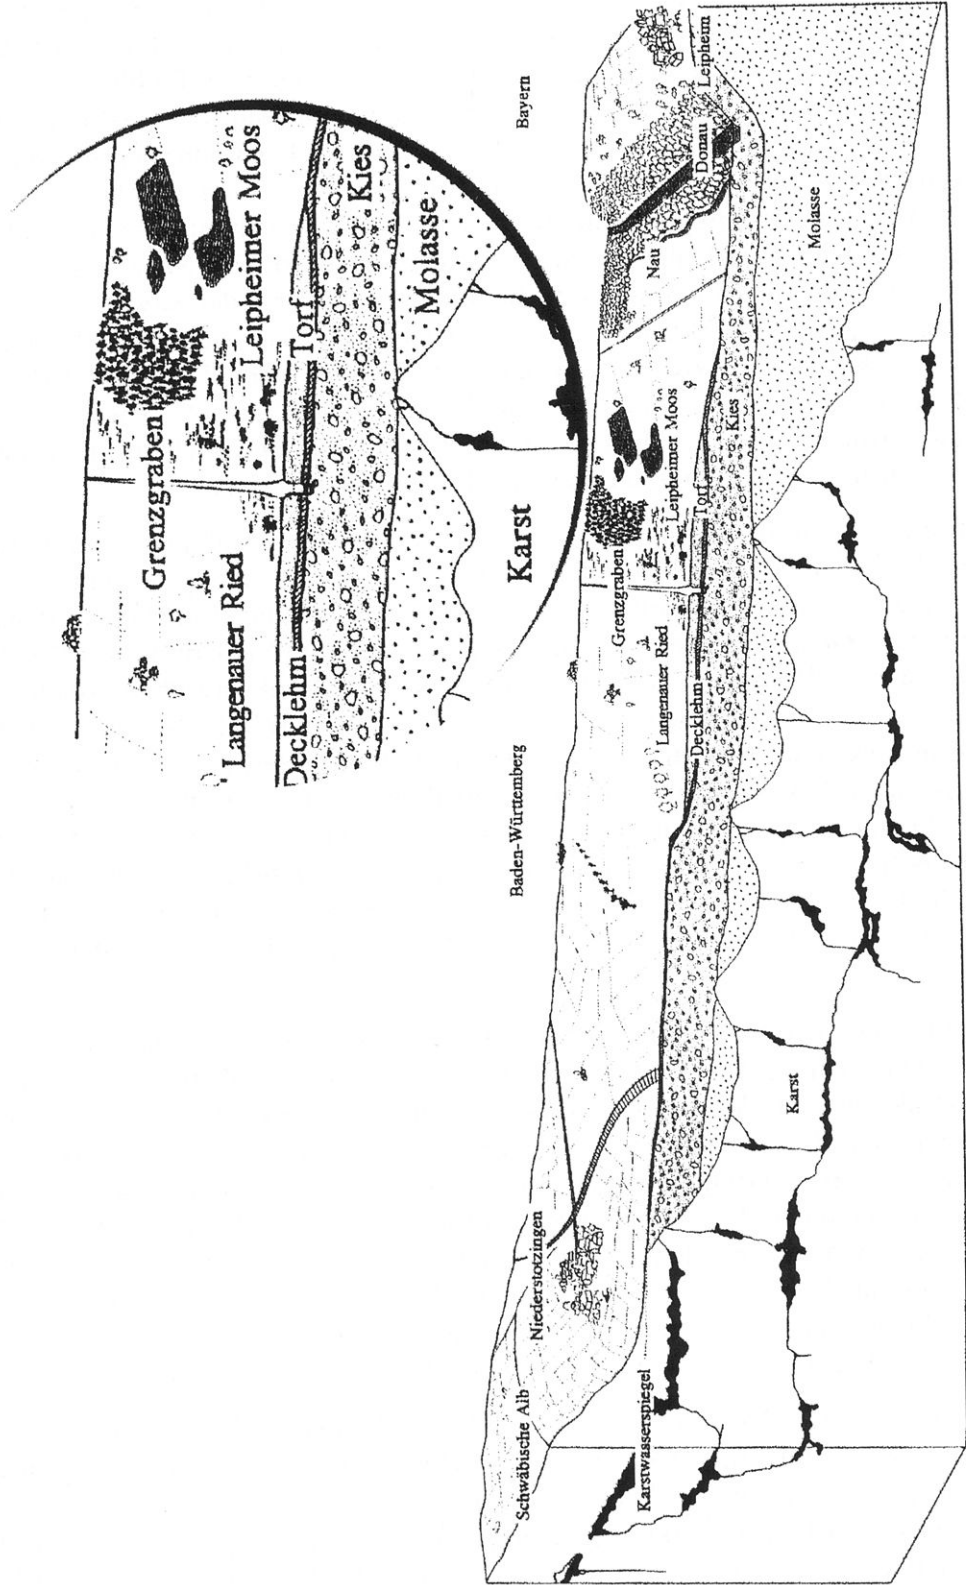 Grenzgraben
Langenauer Ried
Leipheimer Moos
Decklehm
Torf
Kies
Molasse
Karst
Baden-Württemberg
Bayern
Schwäbische Alb
Niederstotzingen
Karstwasserspiegel
Grenzgraben
Langenauer Ried
Leipheimer Moos
Decklehm
Torf
Kies
Nau
Donau
Leipheim
Molasse
Karst